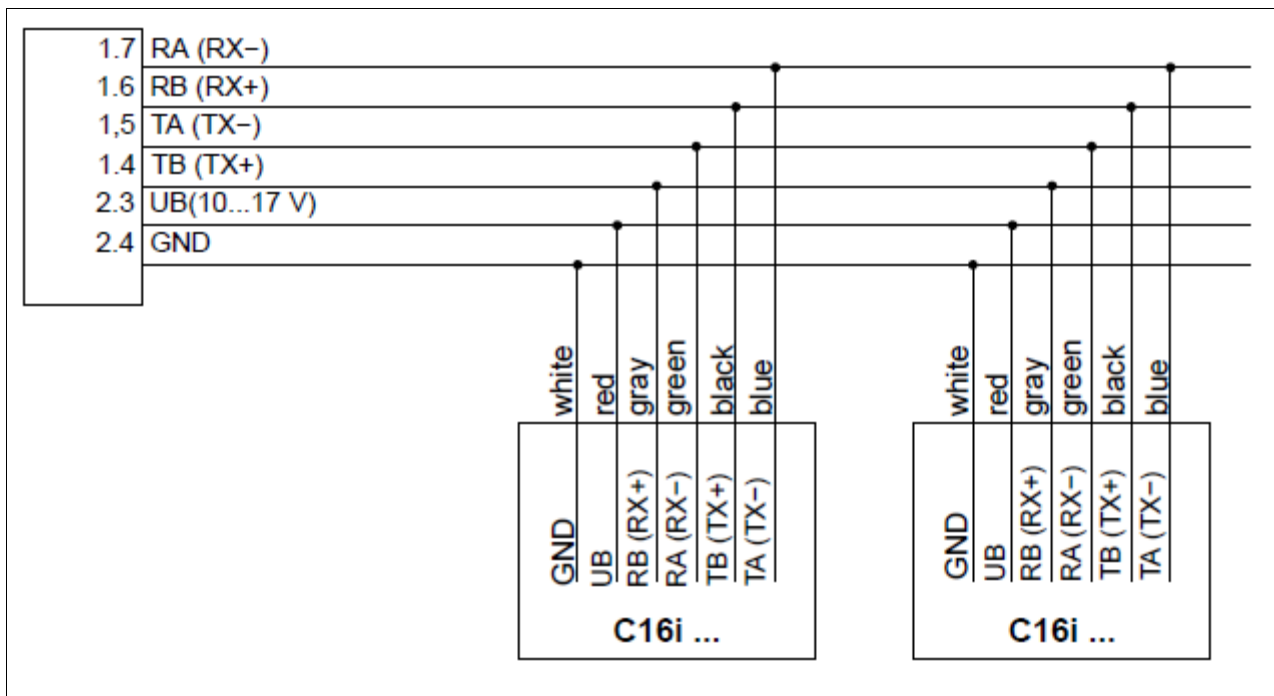 1.7 RA (RX−)
1.6 RB (RX+)
1,5 TA (TX−)
1.4 TB (TX+)
2.3 UB(10...17 V)
2.4 GND
white
red
gray
green
black
blue
white
red
gray
green
black
blue
GND
UB
RB (RX+)
RA (RX−)
TB (TX+)
TA (TX−)
GND
UB
RB (RX+)
RA (RX−)
TB (TX+)
TA (TX−)
C16i ...
C16i ...